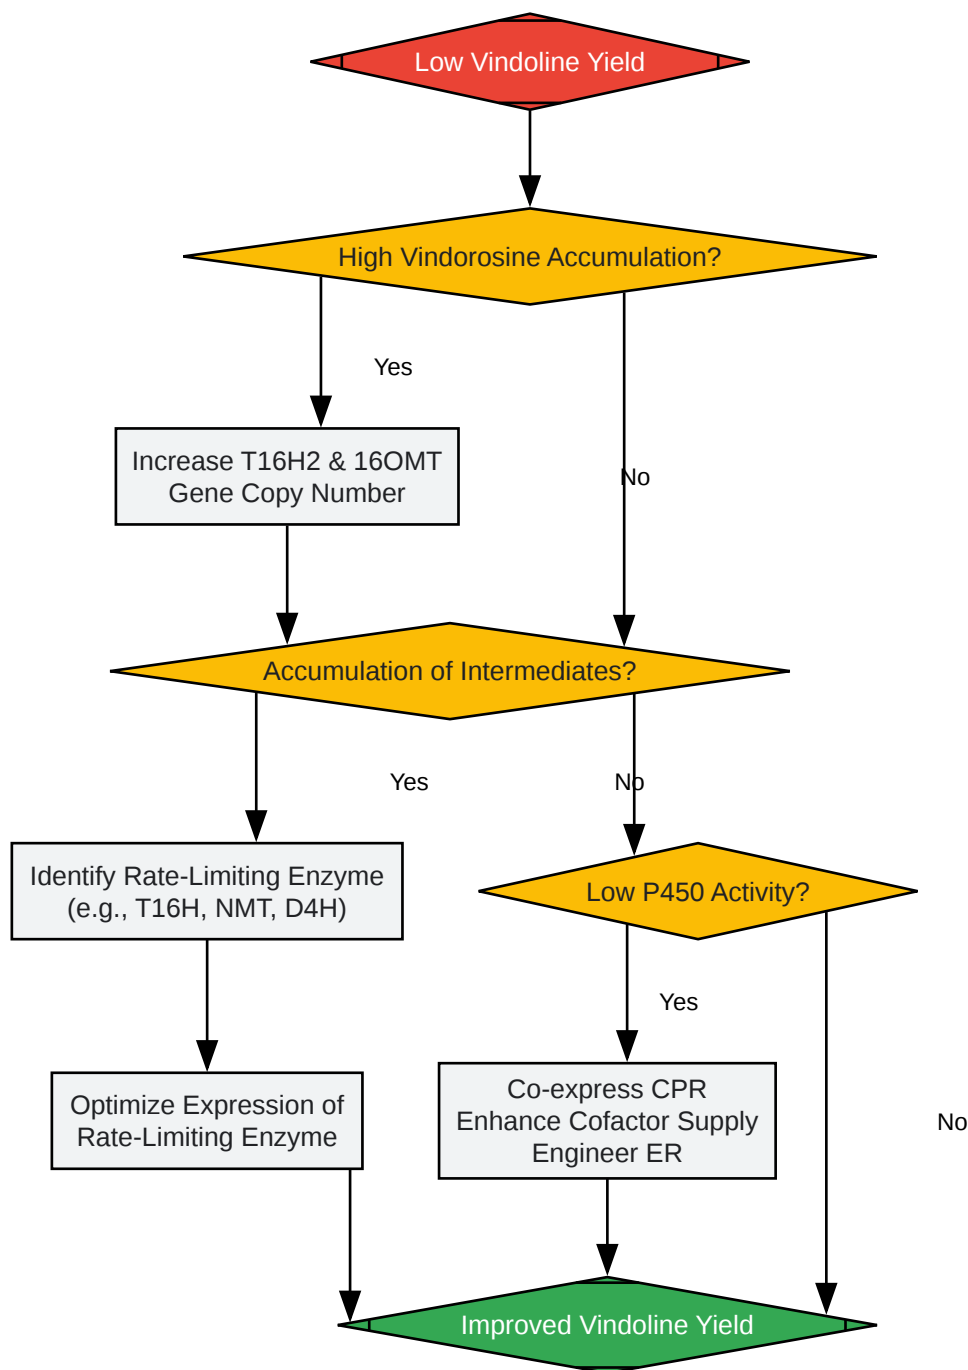 Low Vindoline Yield
High Vindorosine Accumulation?
Yes
Increase T16H2 & 16OMT
Gene Copy Number
No
Accumulation of Intermediates?
Yes
No
Identify Rate-Limiting Enzyme
(e.g., T16H, NMT, D4H)
Low P450 Activity?
Yes
Optimize Expression of
Rate-Limiting Enzyme
Co-express CPR
Enhance Cofactor Supply
Engineer ER
No
Improved Vindoline Yield